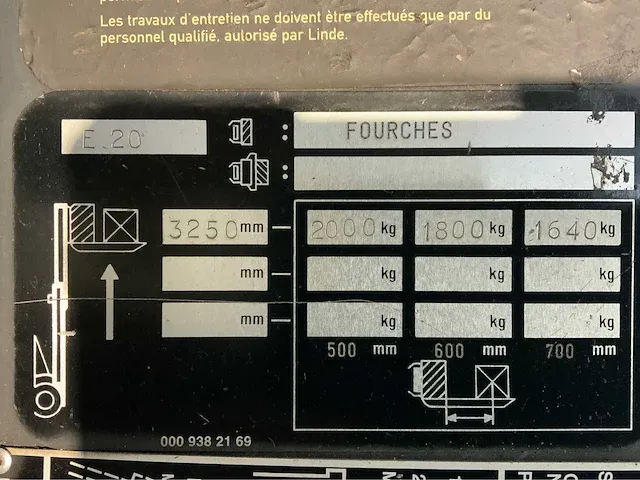 Les travaux d'entretien ne doivent ètre effectués que par du
personnel qualifié, autorisé par Linde.
E.20 : FOURCHES
:
3250 mm 2000 kg 1800 kg 1640 kg
mm kg kg kg
mm kg kg kg
500 mm 600 mm 700 mm
000 938 21 69